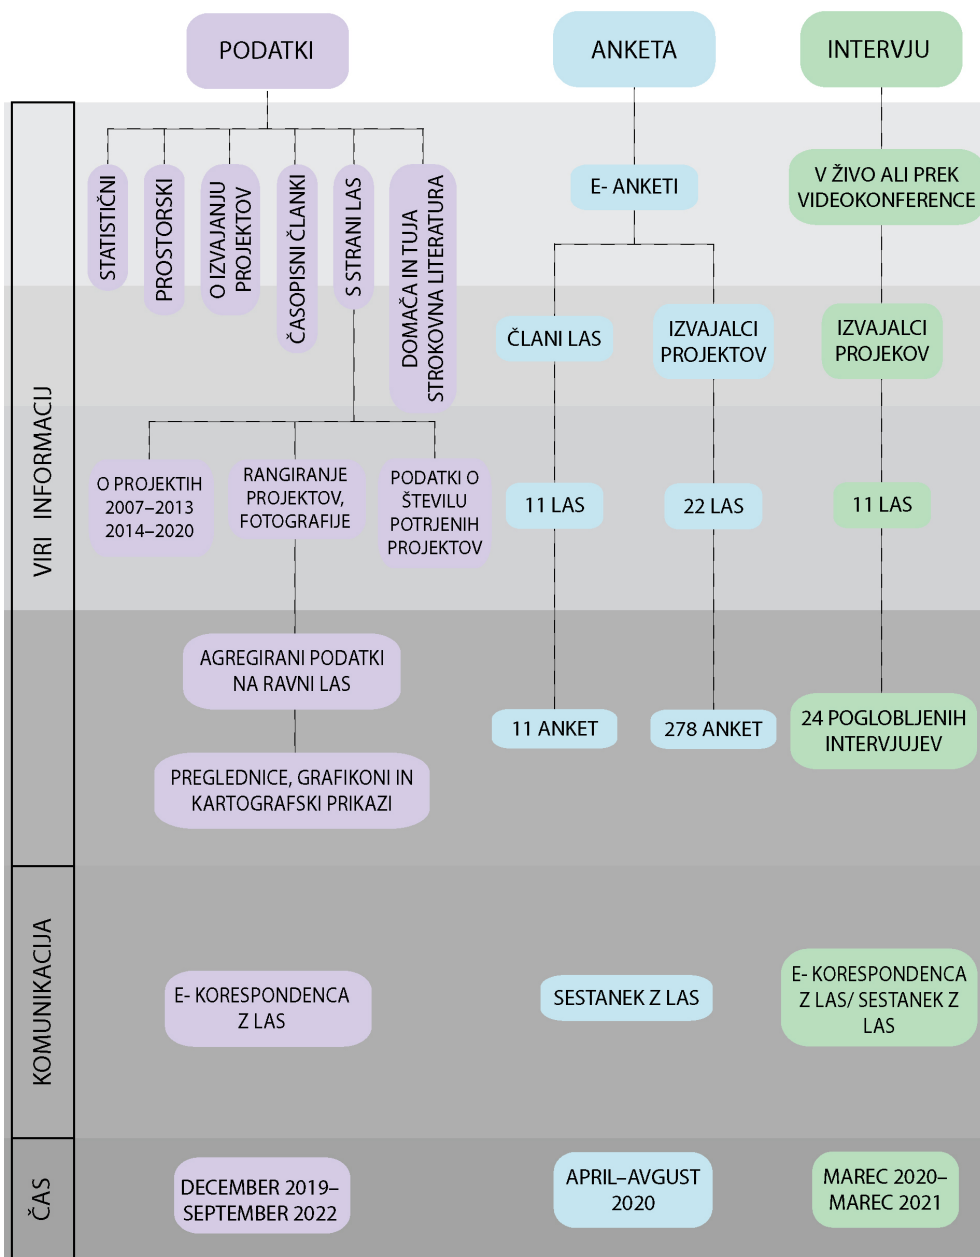 PODATKI
ANKETA
INTERVJU
VIRI INFORMACIJ
STATISTIČNI
PROSTORSKI
O IZVAJANJU
PROJEKTOV
ČASOPISNI ČLANKI
S STRANI LAS
DOMAČA IN TUJA
STROKOVNA LITERATURA
E- ANKETI
V ŽIVO ALI PREK
VIDEOKONFERENCE
ČLANI LAS
IZVAJALCI
PROJEKTOV
IZVAJALCI
PROJEKOV
O PROJEKTIH
2007–2013
2014–2020
RANGIRANJE
PROJEKTOV,
FOTOGRAFIJE
PODATKI O
ŠTEVILU
POTRJENIH
PROJEKTOV
11 LAS
22 LAS
11 LAS
AGREGIRANI PODATKI
NA RAVNI LAS
11 ANKET
278 ANKET
24 POGLOBLJENIH
INTERVJUJEV
PREGLEDNICE, GRAFIKONI IN
KARTOGRAFSKI PRIKAZI
KOMUNIKACIJA
E- KORESPONDENCA
Z LAS
SESTANEK Z LAS
E- KORESPONDENCA
Z LAS/ SESTANEK Z
LAS
ČAS
DECEMBER 2019–
SEPTEMBER 2022
APRIL–AVGUST
2020
MAREC 2020–
MAREC 2021